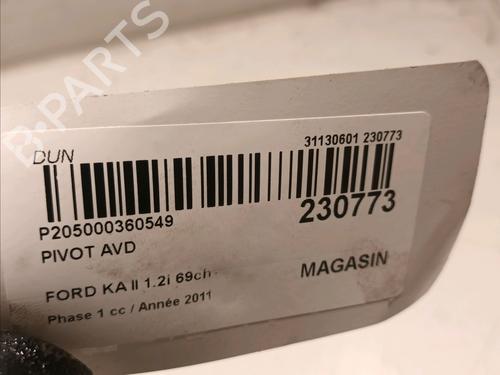 B-PARTS
DUN
31130601 230773
P205000360549
230773
PIVOT AVD
MAGASIN
FORD KA II 1.2i 69ch
Phase 1 cc / Année 2011